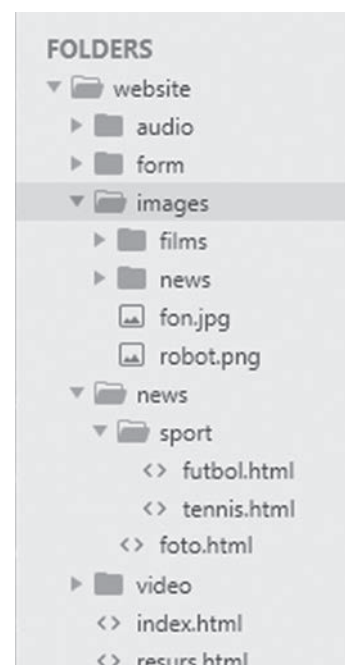 FOLDERS
website
audio
form
images
films
news
fon.jpg
robot.png
news
sport
futbol.html
tennis.html
foto.html
video
index.html
resurs.html